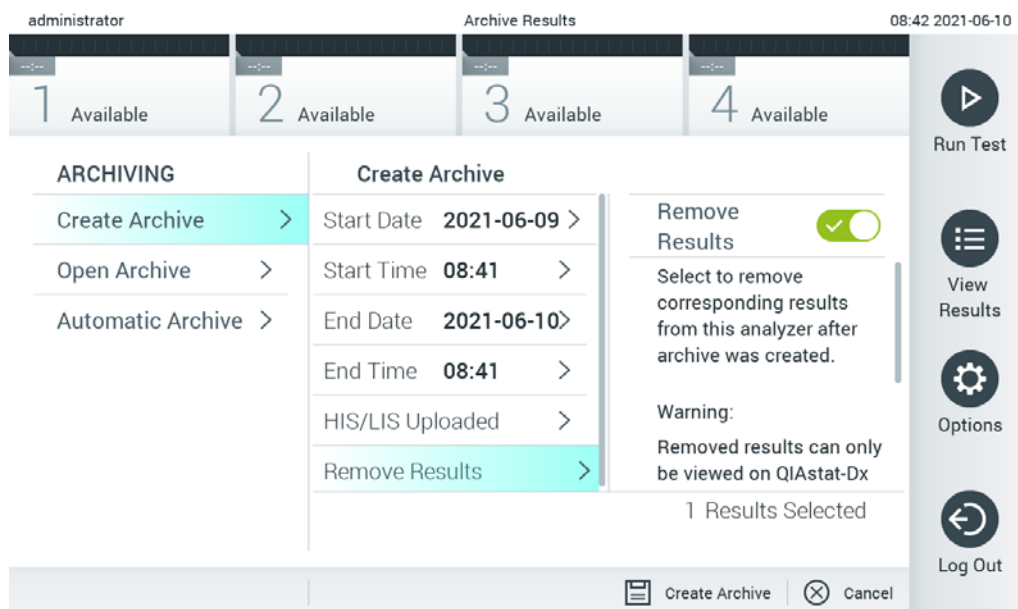 administrator
Archive Results
08:42 2021-06-10
--:--
--:--
--:--
--:--
1 Available
2 Available
3 Available
4 Available
Run Test
View
Results
Options
Log Out
ARCHIVING
Create Archive
Open Archive
Automatic Archive
Create Archive
Start Date 2021-06-09
Start Time 08:41
End Date 2021-06-10
End Time 08:41
HIS/LIS Uploaded
Remove Results
Remove
Results
Select to remove
corresponding results
from this analyzer after
archive was created.
Warning:
Removed results can only
be viewed on QIAstat-Dx
1 Results Selected
Create Archive
Cancel